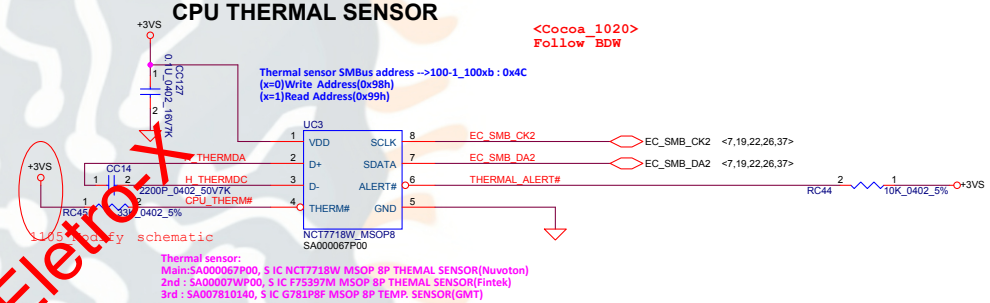 CPU THERMAL SENSOR
+3VS
<Cocoa_1020>
Follow BDW
0.1U_0402_16V7K
CC127
1
2
Thermal sensor SMBus address -->100-1_100xb : 0x4C
(x=0)Write Address(0x98h)
(x=1)Read Address(0x99h)
UC3
1 VDD SCLK 8 EC_SMB_CK2 EC_SMB_CK2 <7,19,22,26,37>
2 D+ SDATA 7 EC_SMB_DA2 EC_SMB_DA2 <7,19,22,26,37>
3 D- ALERT# 6 THERMAL_ALERT# RC44 2 1 10K_0402_5% +3VS
4 THERM# GND 5
_THERMDA
+3VS
CC14
1 2 H_THERMDC
2200P_0402_50V7K
1 2 CPU_THERM#
RC45 33K_0402_5%
NCT7718W_MSOP8
SA000067P00
1105 Modify schematic
Thermal sensor:
Main:SA000067P00, S IC NCT7718W MSOP 8P THEMAL SENSOR(Nuvoton)
2nd : SA00007WP00, S IC F75397M MSOP 8P THEMAL SENSOR(Fintek)
3rd : SA007810140, S IC G781P8F MSOP 8P TEMP. SENSOR(GMT)
Eletro-X